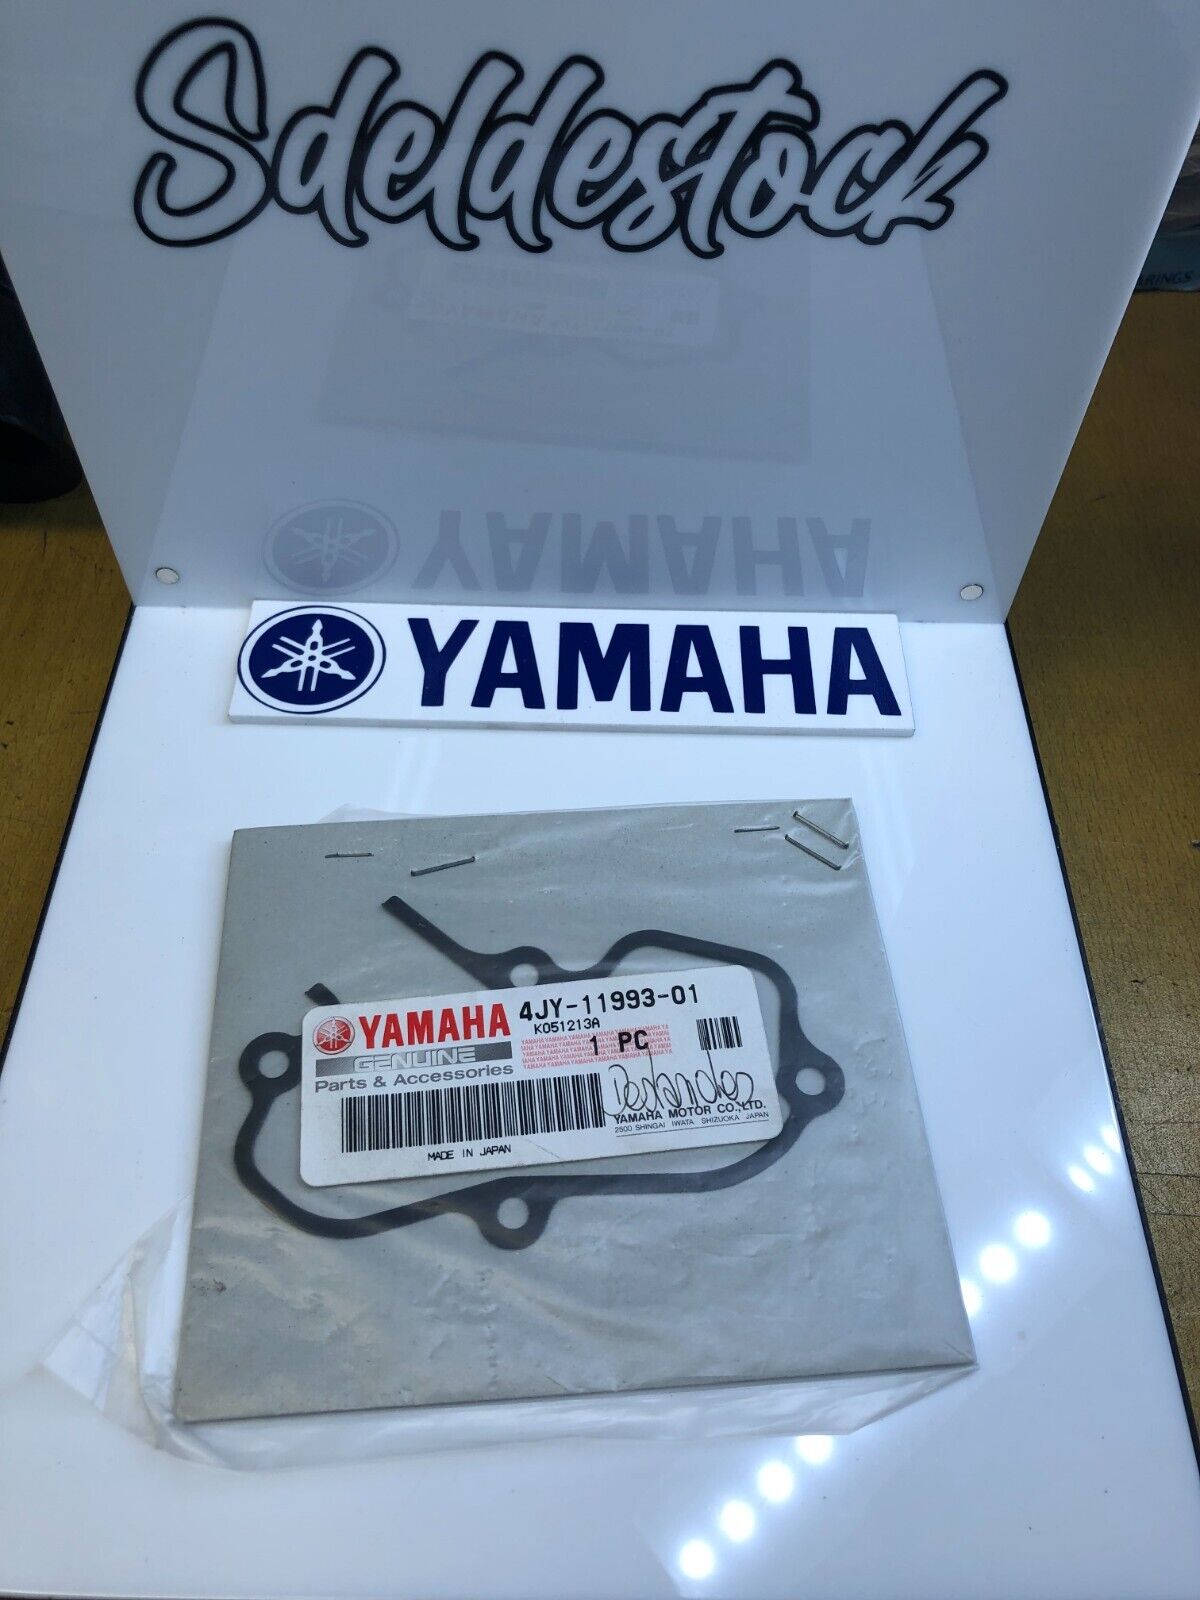 Sdeldestock
ARINGS
YAMAHA
YAMAHA 4JY-11993-01
K051213A
GENUINE 1 PC
Parts & Accessories
YAMAHA MOTOR CO.,LTD.
2500 SHINGAI IWATA SHIZUOKA JAPAN
MADE IN JAPAN